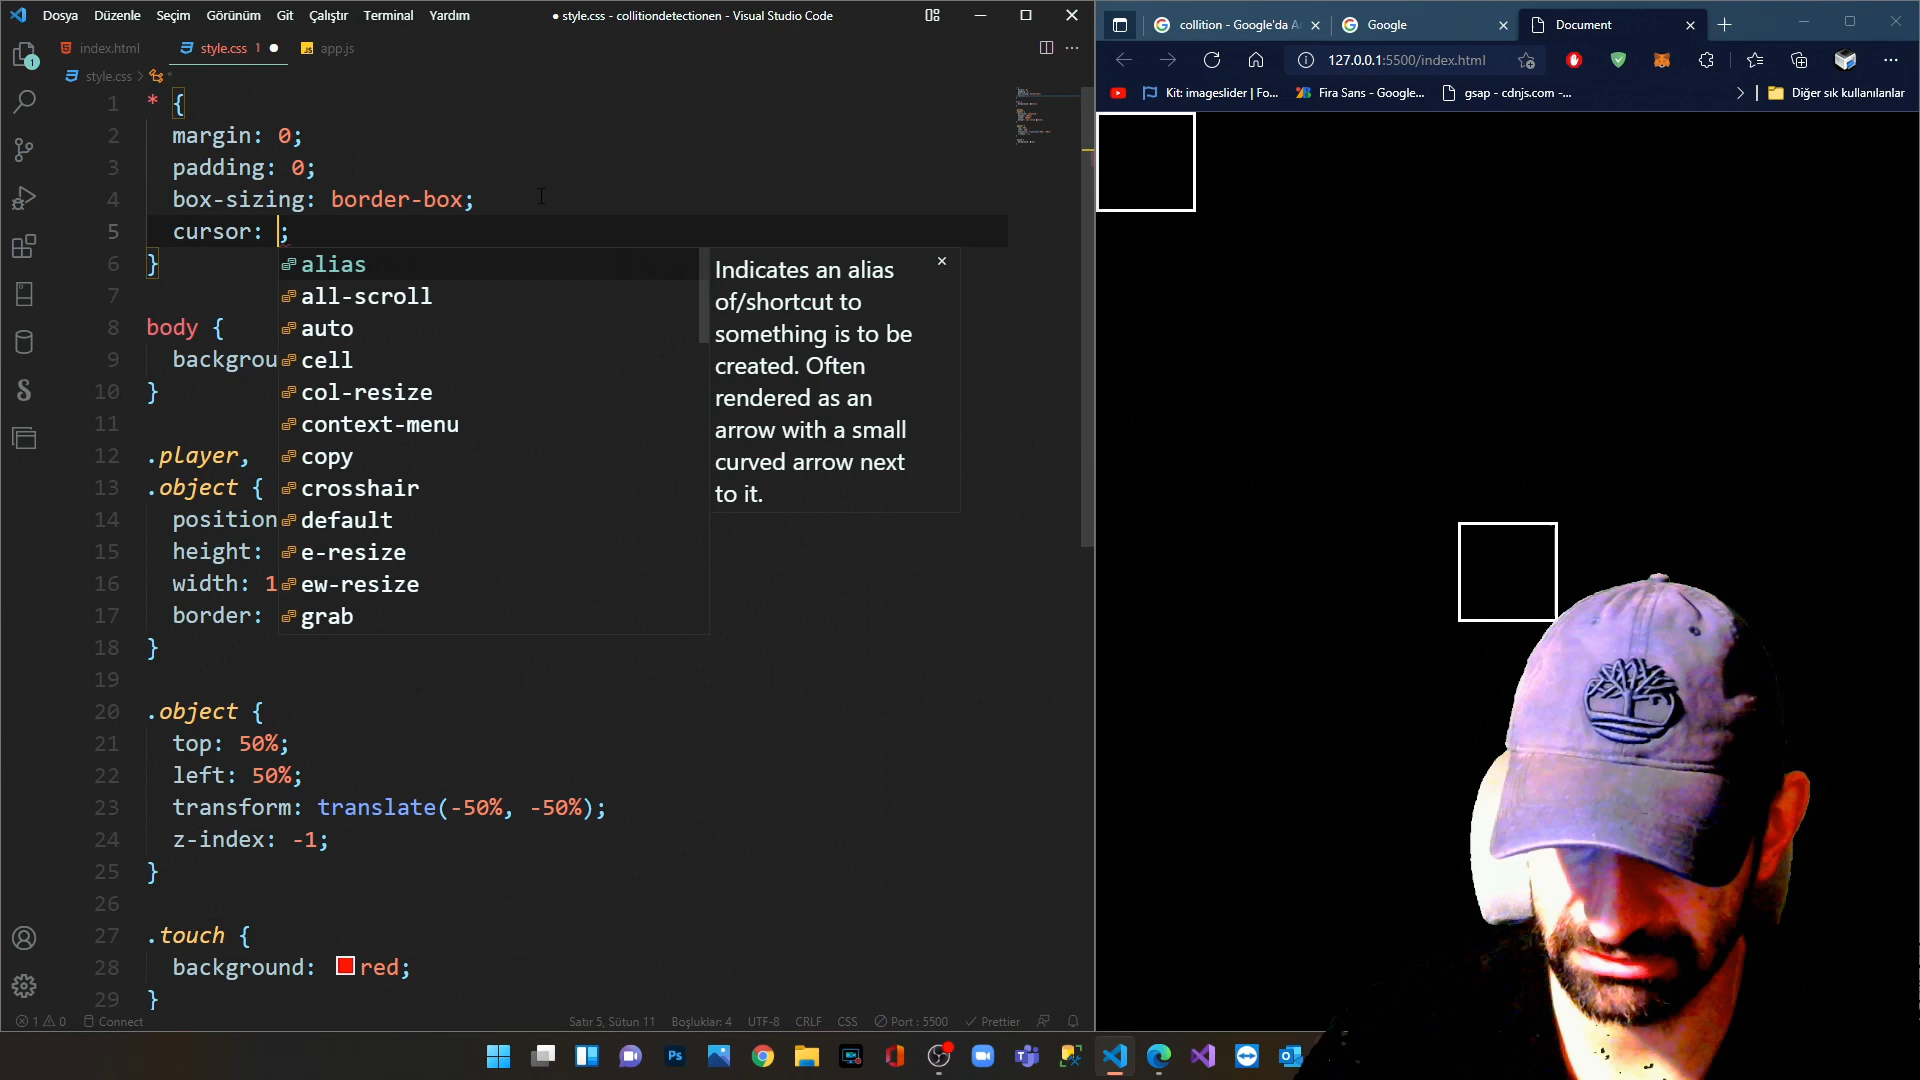 Dosya Düzenle Seçim Görünüm Git Çalıştır Terminal Yardım
● style.css - collitiondetectionen - Visual Studio Code
index.html style.css 1 ● app.js
style.css >
1 * {
2 margin: 0;
3 padding: 0;
4 box-sizing: border-box;
5 cursor: ;
6 }
7
8 body {
9 backgrou
10 }
11
12 .player,
13 .object {
14 position
15 height:
16 width: 1
17 border:
18 }
19
20 .object {
21 top: 50%;
22 left: 50%;
23 transform: translate(-50%, -50%);
24 z-index: -1;
25 }
26
27 .touch {
28 background: red;
29 }
alias
all-scroll
auto
cell
col-resize
context-menu
copy
crosshair
default
e-resize
ew-resize
grab
Indicates an alias
of/shortcut to
something is to be
created. Often
rendered as an
arrow with a small
curved arrow next
to it.
1 0 Connect Satır 5, Sütun 11 Boşluklar: 4 UTF-8 CRLF CSS Port : 5500 Prettier
collition - Google'da A Google Document
127.0.0.1:5500/index.html
Kit: imageslider | Fo... Fira Sans - Google... gsap - cdnjs.com -... Diğer sık kullanılanlar
1
Ps